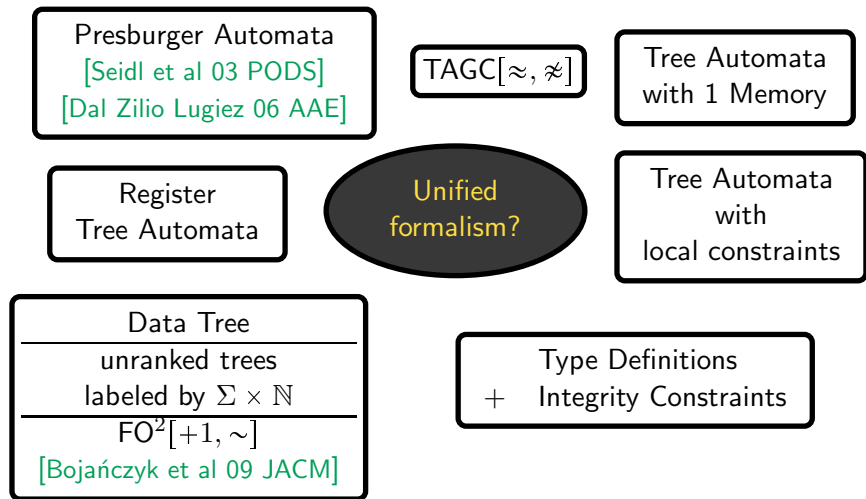 Presburger Automata
[Seidl et al 03 PODS]
[Dal Zilio Lugiez 06 AAE]
TAGC[≈, ≉]
Tree Automata
with 1 Memory
Register
Tree Automata
Unified
formalism?
Tree Automata
with
local constraints
Data Tree
unranked trees
labeled by Σ × ℕ
FO²[+1, ∼]
[Bojańczyk et al 09 JACM]
Type Definitions
+ Integrity Constraints